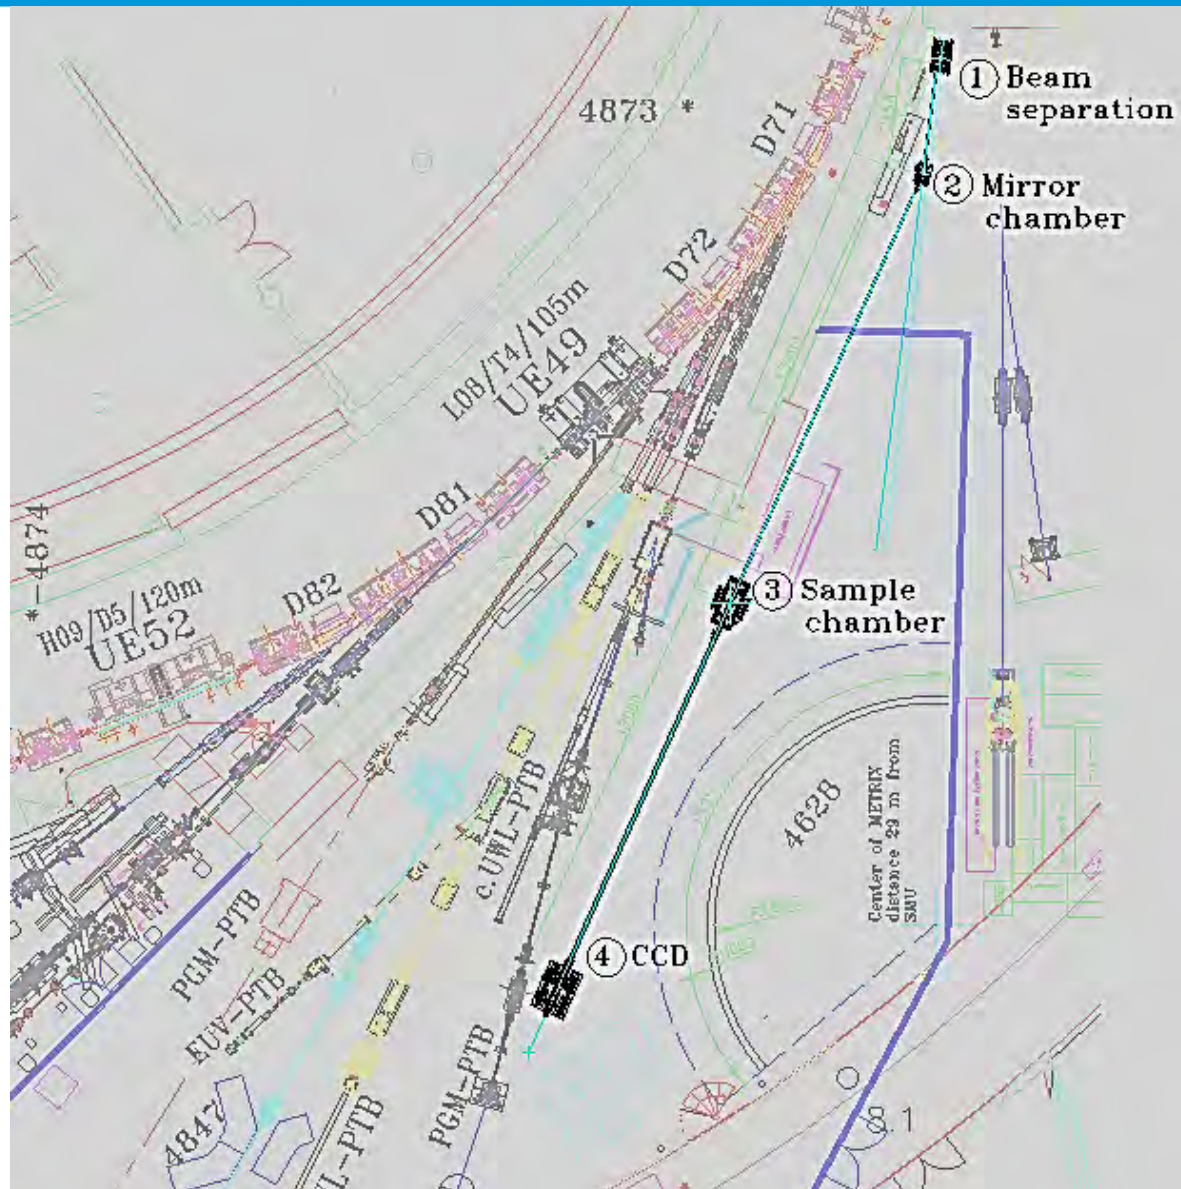 ① Beam
separation
4873 *
D71
② Mirror
chamber
D72
L08/T4/105m
UE49
D81
*-4874
D82
H09/D5/120m
UE52
③ Sample
chamber
c.UWL-PTB
4628
Center of METRIX
distance 29 m from
SMU
④ CCD
PGM-PTB
EUV-PTB
PGM-PTB
4847
L-PTB
8.1